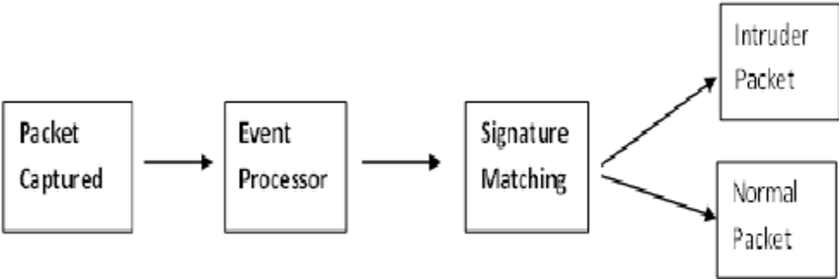 Packet
Captured
Event
Processor
Signature
Matching
Intruder
Packet
Normal
Packet